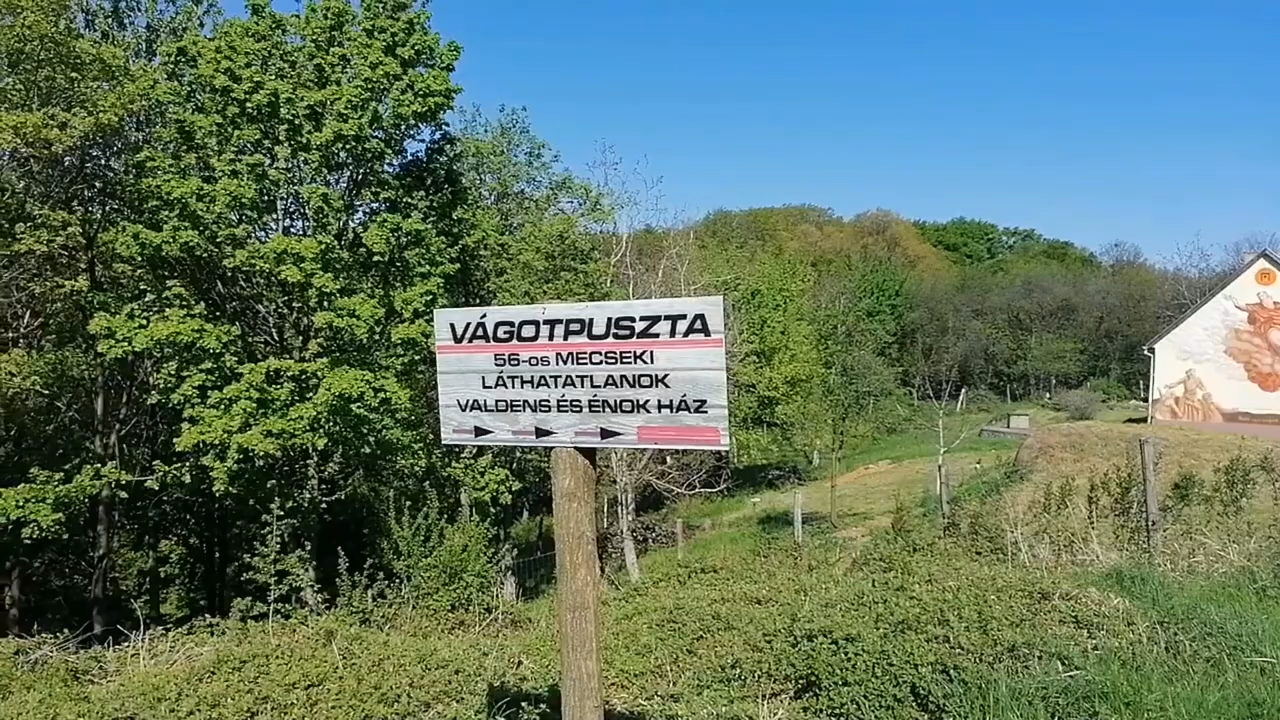 VÁGOTPUSZTA
56-os MECSEKI
LÁTHATATLANOK
VALDENS ÉS ÉNOK HÁZ